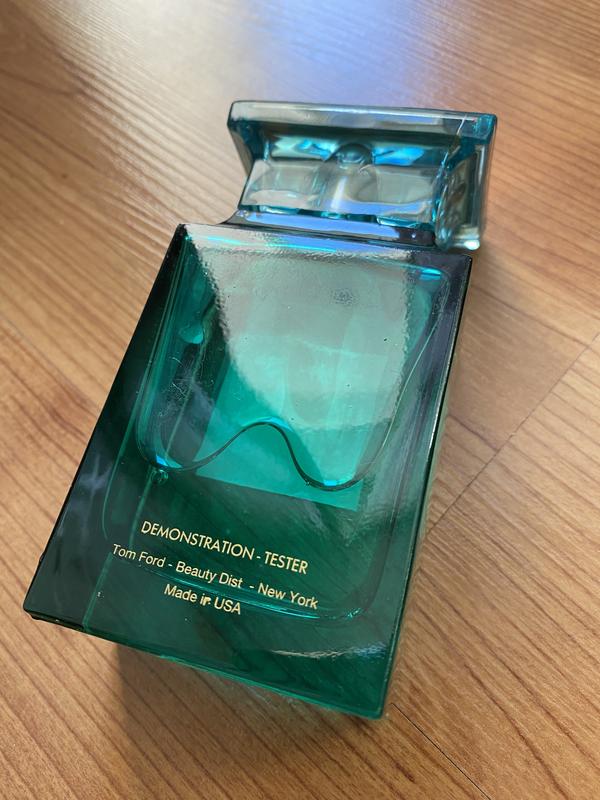 DEMONSTRATION - TESTER
Tom Ford - Beauty Dist - New York
Made in USA